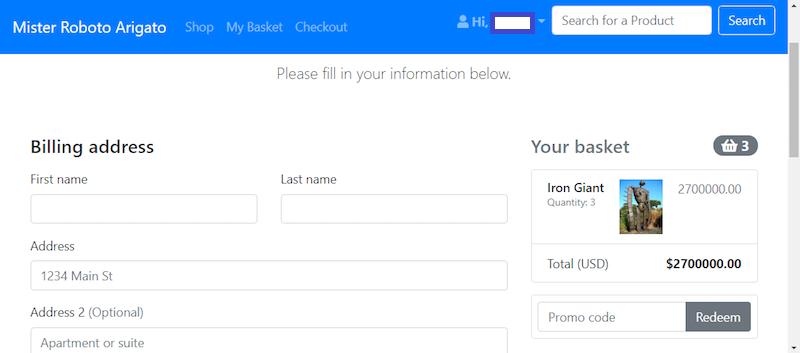 Mister Roboto Arigato Shop My Basket Checkout Hi, Search for a Product Search
Please fill in your information below.
Billing address
First name Last name
Address
1234 Main St
Address 2 (Optional)
Apartment or suite
Your basket 3
Iron Giant 2700000.00
Quantity: 3
Total (USD) $2700000.00
Promo code Redeem